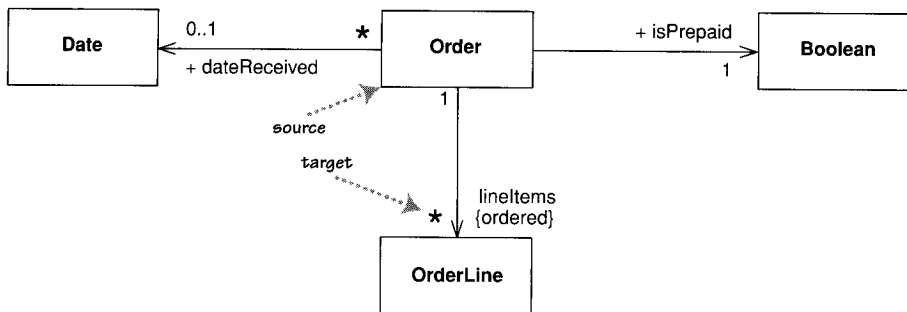 0..1
*
+ dateReceived
Date
Order
+ isPrepaid
1
Boolean
1
source
target
*
lineItems
{ordered}
OrderLine